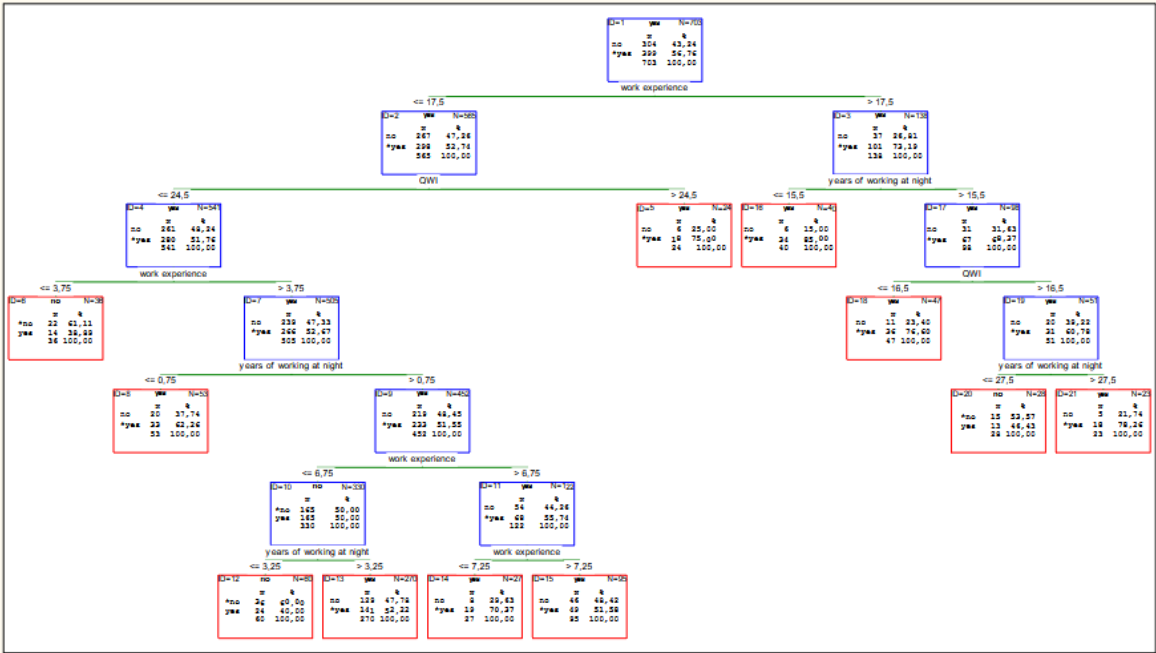 ID=1 yes N=703
N %
no 304 43,24
*yes 399 56,76
703 100,00
work experience
<= 17,5 > 17,5
ID=2 yes N=565
N %
no 267 47,26
*yes 298 52,74
565 100,00
ID=3 yes N=138
N %
no 37 26,81
*yes 101 73,19
138 100,00
QWI
years of working at night
<= 24,5 > 24,5 <= 15,5 > 15,5
ID=4 yes N=541
N %
no 261 48,24
*yes 280 51,76
541 100,00
ID=5 yes N=24
N %
no 6 25,00
*yes 18 75,00
24 100,00
ID=16 yes N=40
N %
no 6 15,00
*yes 34 85,00
40 100,00
ID=17 yes N=98
N %
no 31 31,63
*yes 67 68,37
98 100,00
work experience
QWI
<= 3,75 > 3,75 <= 16,5 > 16,5
ID=6 no N=36
N %
*no 22 61,11
yes 14 38,89
36 100,00
ID=7 yes N=505
N %
no 239 47,33
*yes 266 52,67
505 100,00
ID=18 yes N=47
N %
no 11 23,40
*yes 36 76,60
47 100,00
ID=19 yes N=51
N %
no 20 39,22
*yes 31 60,78
51 100,00
years of working at night
years of working at night
<= 0,75 > 0,75 <= 27,5 > 27,5
ID=8 yes N=53
N %
no 20 37,74
*yes 33 62,26
53 100,00
ID=9 yes N=452
N %
no 219 48,45
*yes 233 51,55
452 100,00
ID=20 no N=28
N %
*no 15 53,57
yes 13 46,43
28 100,00
ID=21 yes N=23
N %
no 5 21,74
*yes 18 78,26
23 100,00
work experience
<= 6,75 > 6,75
ID=10 no N=330
N %
*no 165 50,00
yes 165 50,00
330 100,00
ID=11 yes N=122
N %
no 54 44,26
*yes 68 55,74
122 100,00
years of working at night
work experience
<= 3,25 > 3,25 <= 7,25 > 7,25
ID=12 no N=60
N %
*no 36 60,00
yes 24 40,00
60 100,00
ID=13 yes N=270
N %
no 129 47,78
*yes 141 52,22
270 100,00
ID=14 yes N=27
N %
no 8 29,63
*yes 19 70,37
27 100,00
ID=15 yes N=95
N %
no 46 48,42
*yes 49 51,58
95 100,00